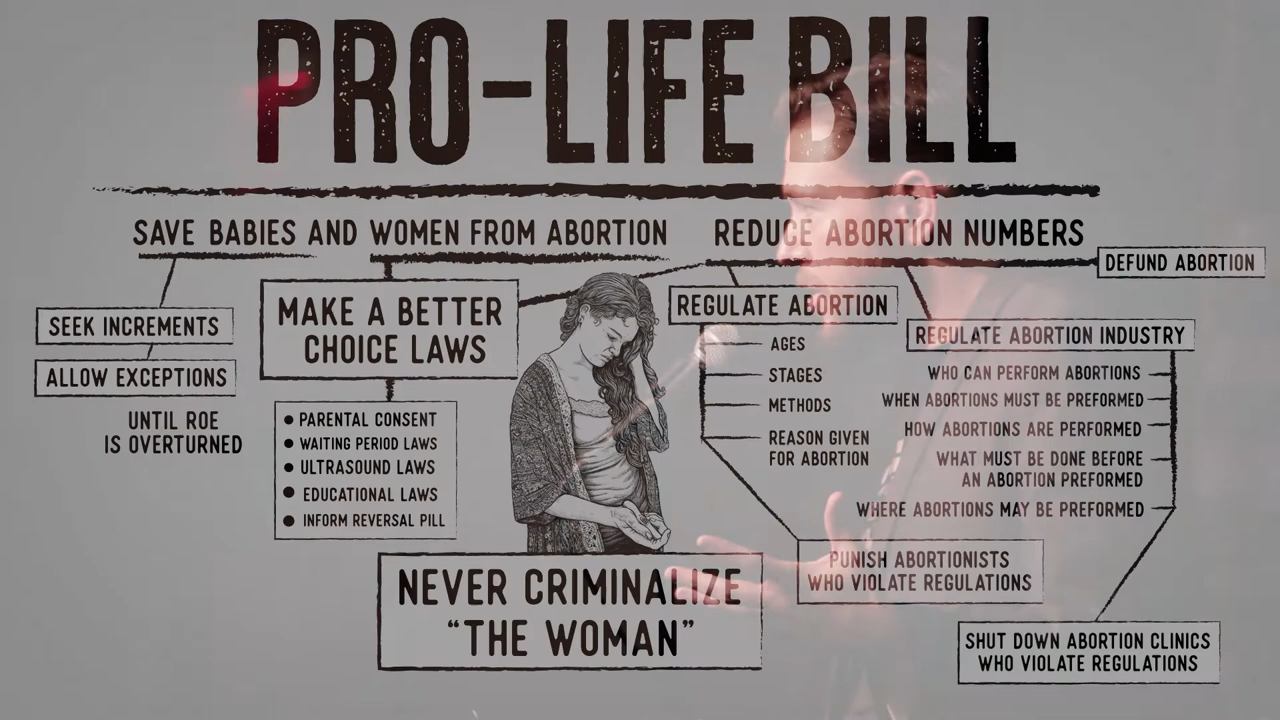 PRO-LIFE BILL
SAVE BABIES AND WOMEN FROM ABORTION
REDUCE ABORTION NUMBERS
DEFUND ABORTION
SEEK INCREMENTS
ALLOW EXCEPTIONS
UNTIL ROE
IS OVERTURNED
MAKE A BETTER
CHOICE LAWS
● PARENTAL CONSENT
● WAITING PERIOD LAWS
● ULTRASOUND LAWS
● EDUCATIONAL LAWS
● INFORM REVERSAL PILL
NEVER CRIMINALIZE
“THE WOMAN”
REGULATE ABORTION
AGES
STAGES
METHODS
REASON GIVEN
FOR ABORTION
PUNISH ABORTIONISTS
WHO VIOLATE REGULATIONS
REGULATE ABORTION INDUSTRY
WHO CAN PERFORM ABORTIONS
WHEN ABORTIONS MUST BE PREFORMED
HOW ABORTIONS ARE PERFORMED
WHAT MUST BE DONE BEFORE
AN ABORTION PREFORMED
WHERE ABORTIONS MAY BE PREFORMED
SHUT DOWN ABORTION CLINICS
WHO VIOLATE REGULATIONS